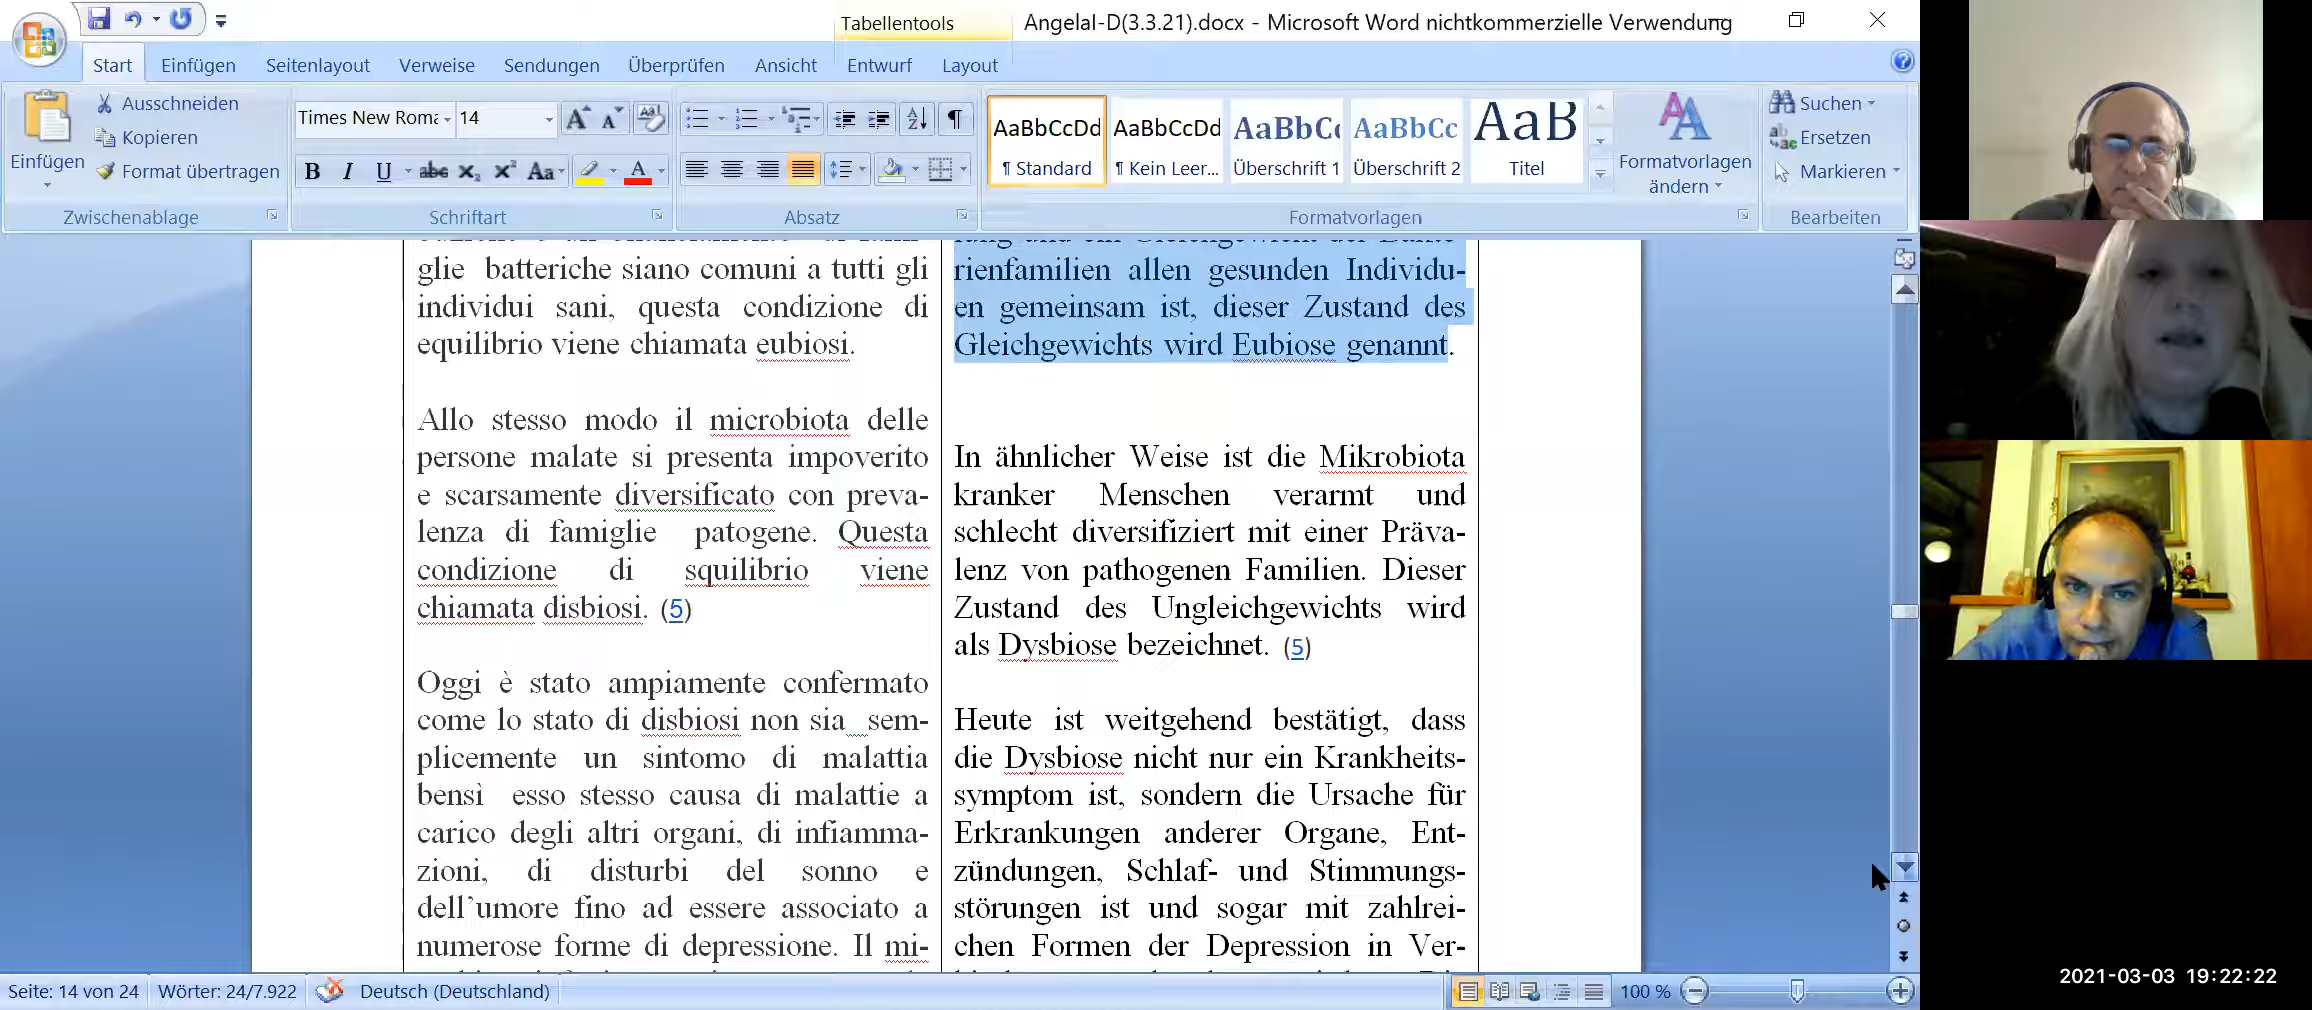 Tabellentools
AngelaI-D(3.3.21).docx - Microsoft Word nichtkommerzielle Verwendung
Start Einfügen Seitenlayout Verweise Sendungen Überprüfen Ansicht Entwurf Layout
Einfügen
Ausschneiden
Kopieren
Format übertragen
Zwischenablage
Times New Roma 14
Schriftart
Absatz
AaBbCcDd AaBbCcDd AaBbCc AaBbCc AaB
¶ Standard ¶ Kein Leer... Überschrift 1 Überschrift 2 Titel
Formatvorlagen
ändern
Formatvorlagen
Suchen
Ersetzen
Markieren
Bearbeiten
glie batteriche siano comuni a tutti gli
individui sani, questa condizione di
equilibrio viene chiamata eubiosi.
Allo stesso modo il microbiota delle
persone malate si presenta impoverito
e scarsamente diversificato con preva-
lenza di famiglie patogene. Questa
condizione di squilibrio viene
chiamata disbiosi. (5)
Oggi è stato ampiamente confermato
come lo stato di disbiosi non sia sem-
plicemente un sintomo di malattia
bensì esso stesso causa di malattie a
carico degli altri organi, di infiamma-
zioni, di disturbi del sonno e
dell’umore fino ad essere associato a
numerose forme di depressione. Il mi-
rienfamilien allen gesunden Individu-
en gemeinsam ist, dieser Zustand des
Gleichgewichts wird Eubiose genannt.
In ähnlicher Weise ist die Mikrobiota
kranker Menschen verarmt und
schlecht diversifiziert mit einer Präva-
lenz von pathogenen Familien. Dieser
Zustand des Ungleichgewichts wird
als Dysbiose bezeichnet. (5)
Heute ist weitgehend bestätigt, dass
die Dysbiose nicht nur ein Krankheits-
symptom ist, sondern die Ursache für
Erkrankungen anderer Organe, Ent-
zündungen, Schlaf- und Stimmungs-
störungen ist und sogar mit zahlrei-
chen Formen der Depression in Ver-
Seite: 14 von 24 Wörter: 24/7.922 Deutsch (Deutschland) 100 %
2021-03-03 19:22:22